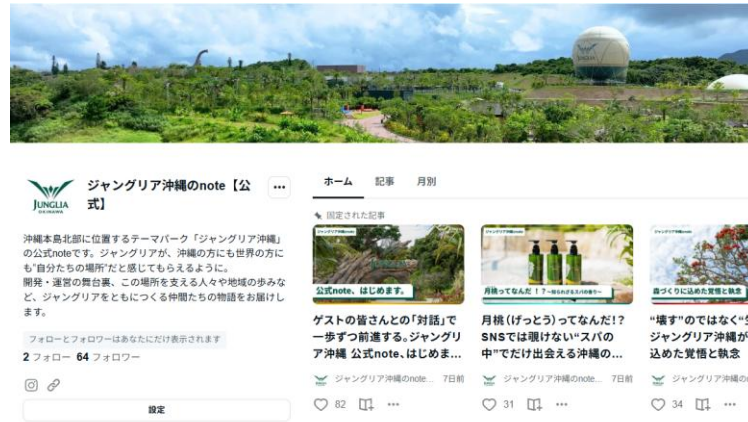 JUNGLIA
OKINAWA
ジャングリア沖縄のnote【公
式】
沖縄本島北部に位置するテーマパーク「ジャングリア沖縄」
の公式noteです。ジャングリアが、沖縄の方にも世界の方に
も"自分たちの場所"だと感じてもらえるように。
開発・運営の舞台裏、この場所を支える人々や地域の歩みな
ど、ジャングリアをともにつくる仲間たちの物語をお届けし
ます。
フォローとフォロワーはあなたにだけ表示されます
2 フォロー 64 フォロワー
設定
ホーム 記事 月別
固定された記事
公式note、はじめます。
ゲストの皆さんとの「対話」で
一歩ずつ前進する。ジャングリ
ア沖縄 公式note、はじめま...
ジャングリア沖縄のnote... 7日前
82
月桃ってなんだ！？~知られざるスパの香り~
月桃（げっとう）ってなんだ!?
SNSでは覗けない“スパの
中”でだけ出会える沖縄の...
ジャングリア沖縄のnote... 7日前
31
森づくりに込めた覚悟と執念
“壊す”のではなく“
ジャングリア沖縄が
込めた覚悟と執念
ジャングリア沖縄の
34